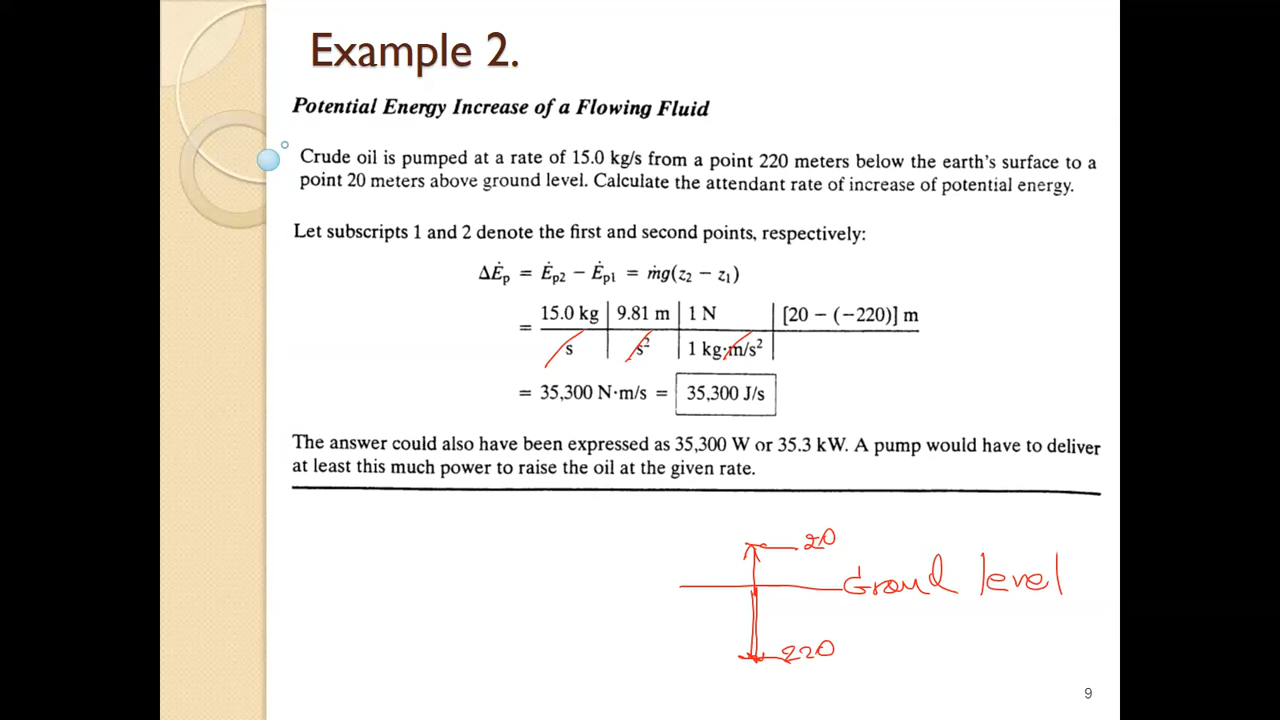 Example 2.
Potential Energy Increase of a Flowing Fluid
Crude oil is pumped at a rate of 15.0 kg/s from a point 220 meters below the earth's surface to a
point 20 meters above ground level. Calculate the attendant rate of increase of potential energy.
Let subscripts 1 and 2 denote the first and second points, respectively:
ΔĖp = Ėp2 − Ėp1 = ṁg(z2 − z1)
= 15.0 kg | 9.81 m | 1 N | [20 − (−220)] m
s | s² | 1 kg·m/s² |
= 35,300 N·m/s = 35,300 J/s
The answer could also have been expressed as 35,300 W or 35.3 kW. A pump would have to deliver
at least this much power to raise the oil at the given rate.
20
Ground level
220
9